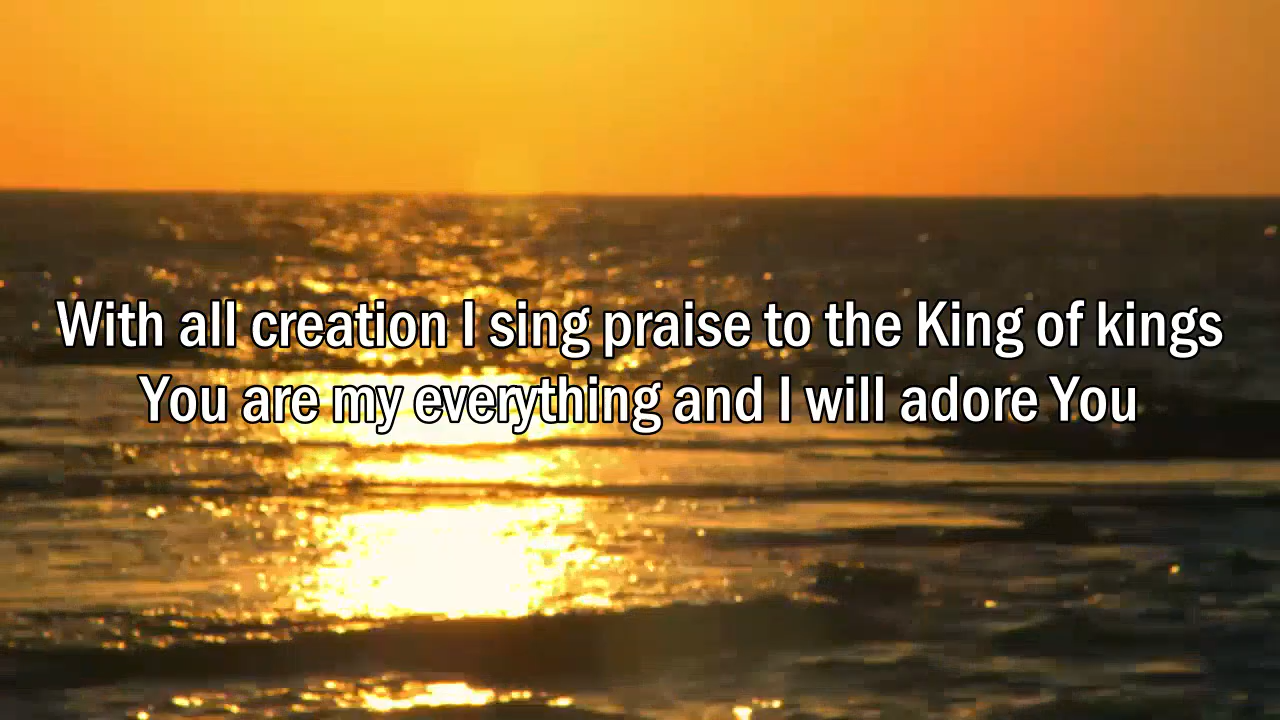 With all creation I sing praise to the King of kings
You are my everything and I will adore You